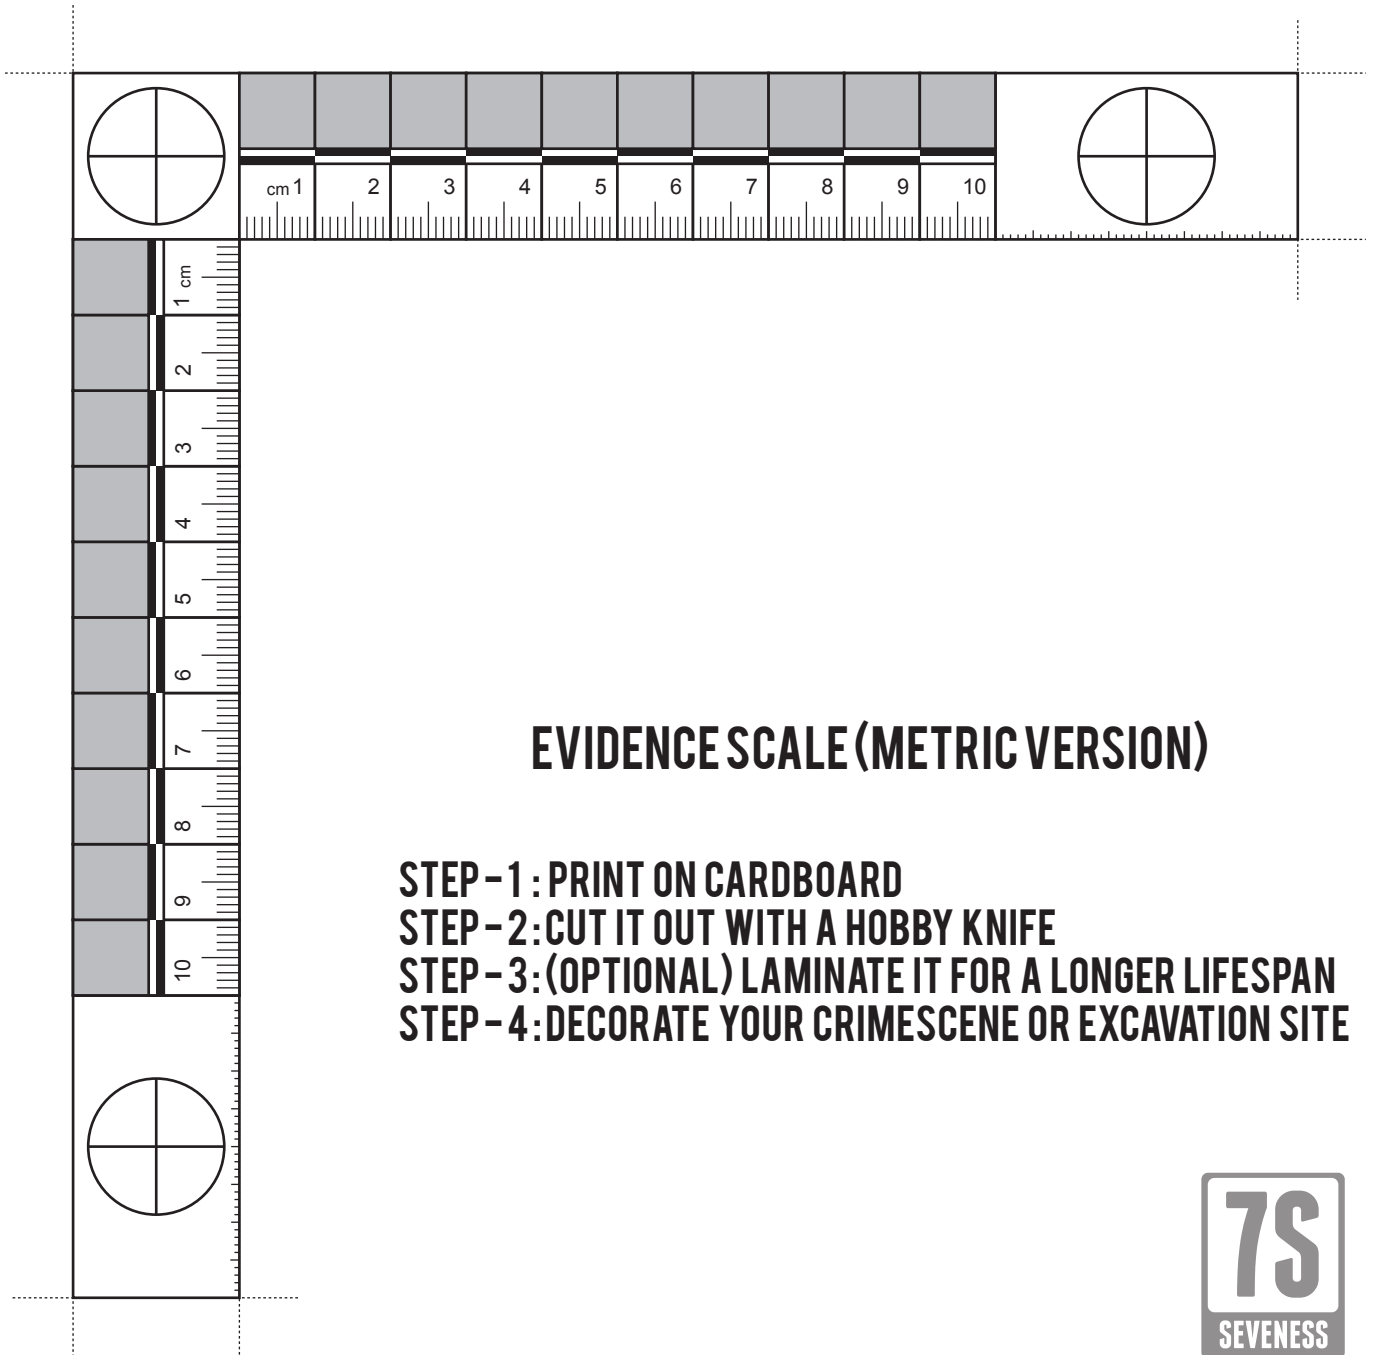 cm 1 2 3 4 5 6 7 8 9 10
1 cm
2
3
4
5
6
7
8
9
10
EVIDENCE SCALE (METRIC VERSION)
STEP-1: PRINT ON CARDBOARD
STEP-2: CUT IT OUT WITH A HOBBY KNIFE
STEP-3: (OPTIONAL) LAMINATE IT FOR A LONGER LIFESPAN
STEP-4: DECORATE YOUR CRIMESCENE OR EXCAVATION SITE
7S
SEVENESS